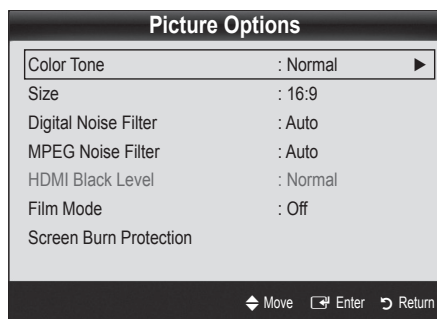 Picture Options
Color Tone : Normal
Size : 16:9
Digital Noise Filter : Auto
MPEG Noise Filter : Auto
HDMI Black Level : Normal
Film Mode : Off
Screen Burn Protection
Move Enter Return